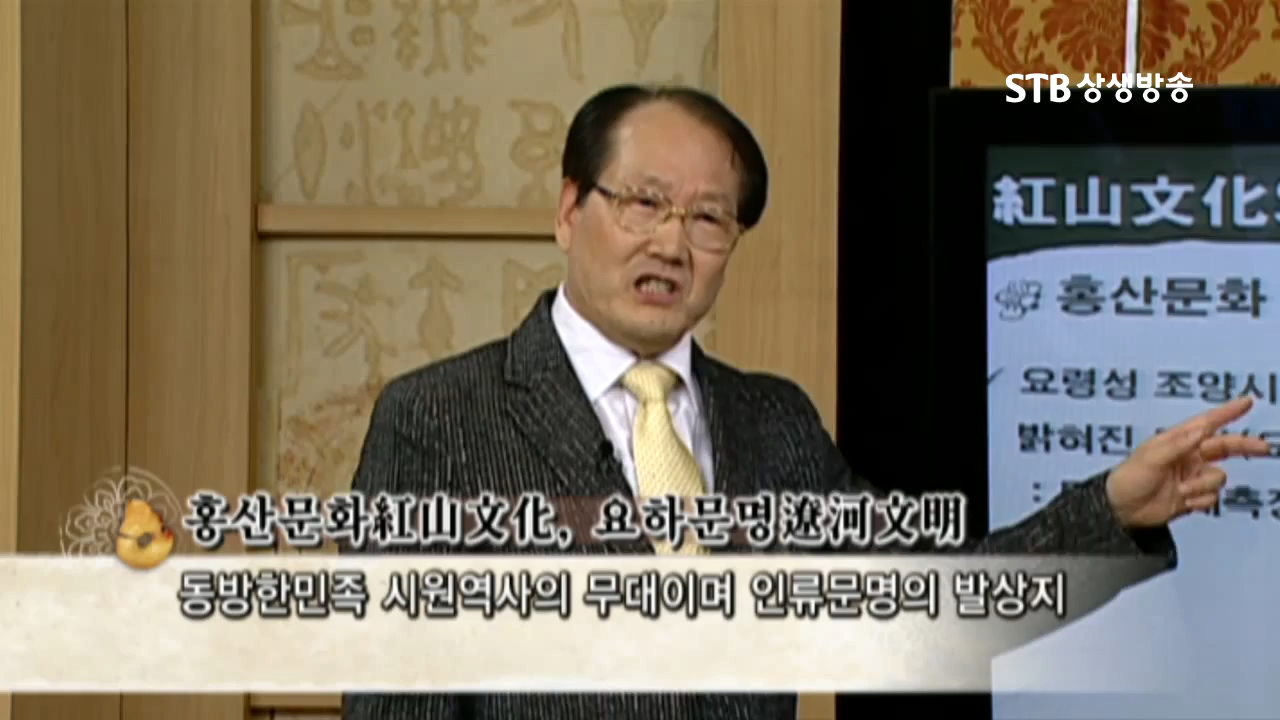 STB 상생방송
紅山文化
홍산문화
요령성 조양시
밝혀진
홍산문화紅山文化, 요하문명遼河文明
동방한민족 시원역사의 무대이며 인류문명의 발상지